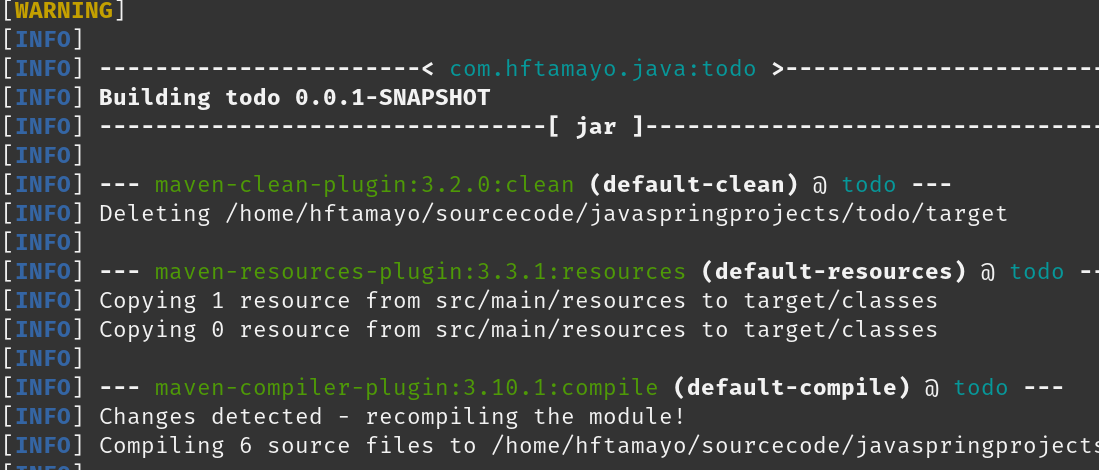 [WARNING]
[INFO]
[INFO] -----------------------< com.hftamayo.java:todo >-----------------------
[INFO] Building todo 0.0.1-SNAPSHOT
[INFO] --------------------------------[ jar ]---------------------------------
[INFO]
[INFO] --- maven-clean-plugin:3.2.0:clean (default-clean) @ todo ---
[INFO] Deleting /home/hftamayo/sourcecode/javaspringprojects/todo/target
[INFO]
[INFO] --- maven-resources-plugin:3.3.1:resources (default-resources) @ todo --
[INFO] Copying 1 resource from src/main/resources to target/classes
[INFO] Copying 0 resource from src/main/resources to target/classes
[INFO]
[INFO] --- maven-compiler-plugin:3.10.1:compile (default-compile) @ todo ---
[INFO] Changes detected - recompiling the module!
[INFO] Compiling 6 source files to /home/hftamayo/sourcecode/javaspringprojects
[INFO]